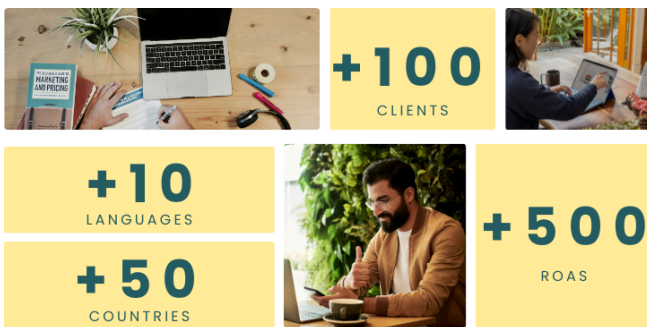 MARKETING
AND PRICING
+100
CLIENTS
+10
LANGUAGES
+50
COUNTRIES
+500
ROAS